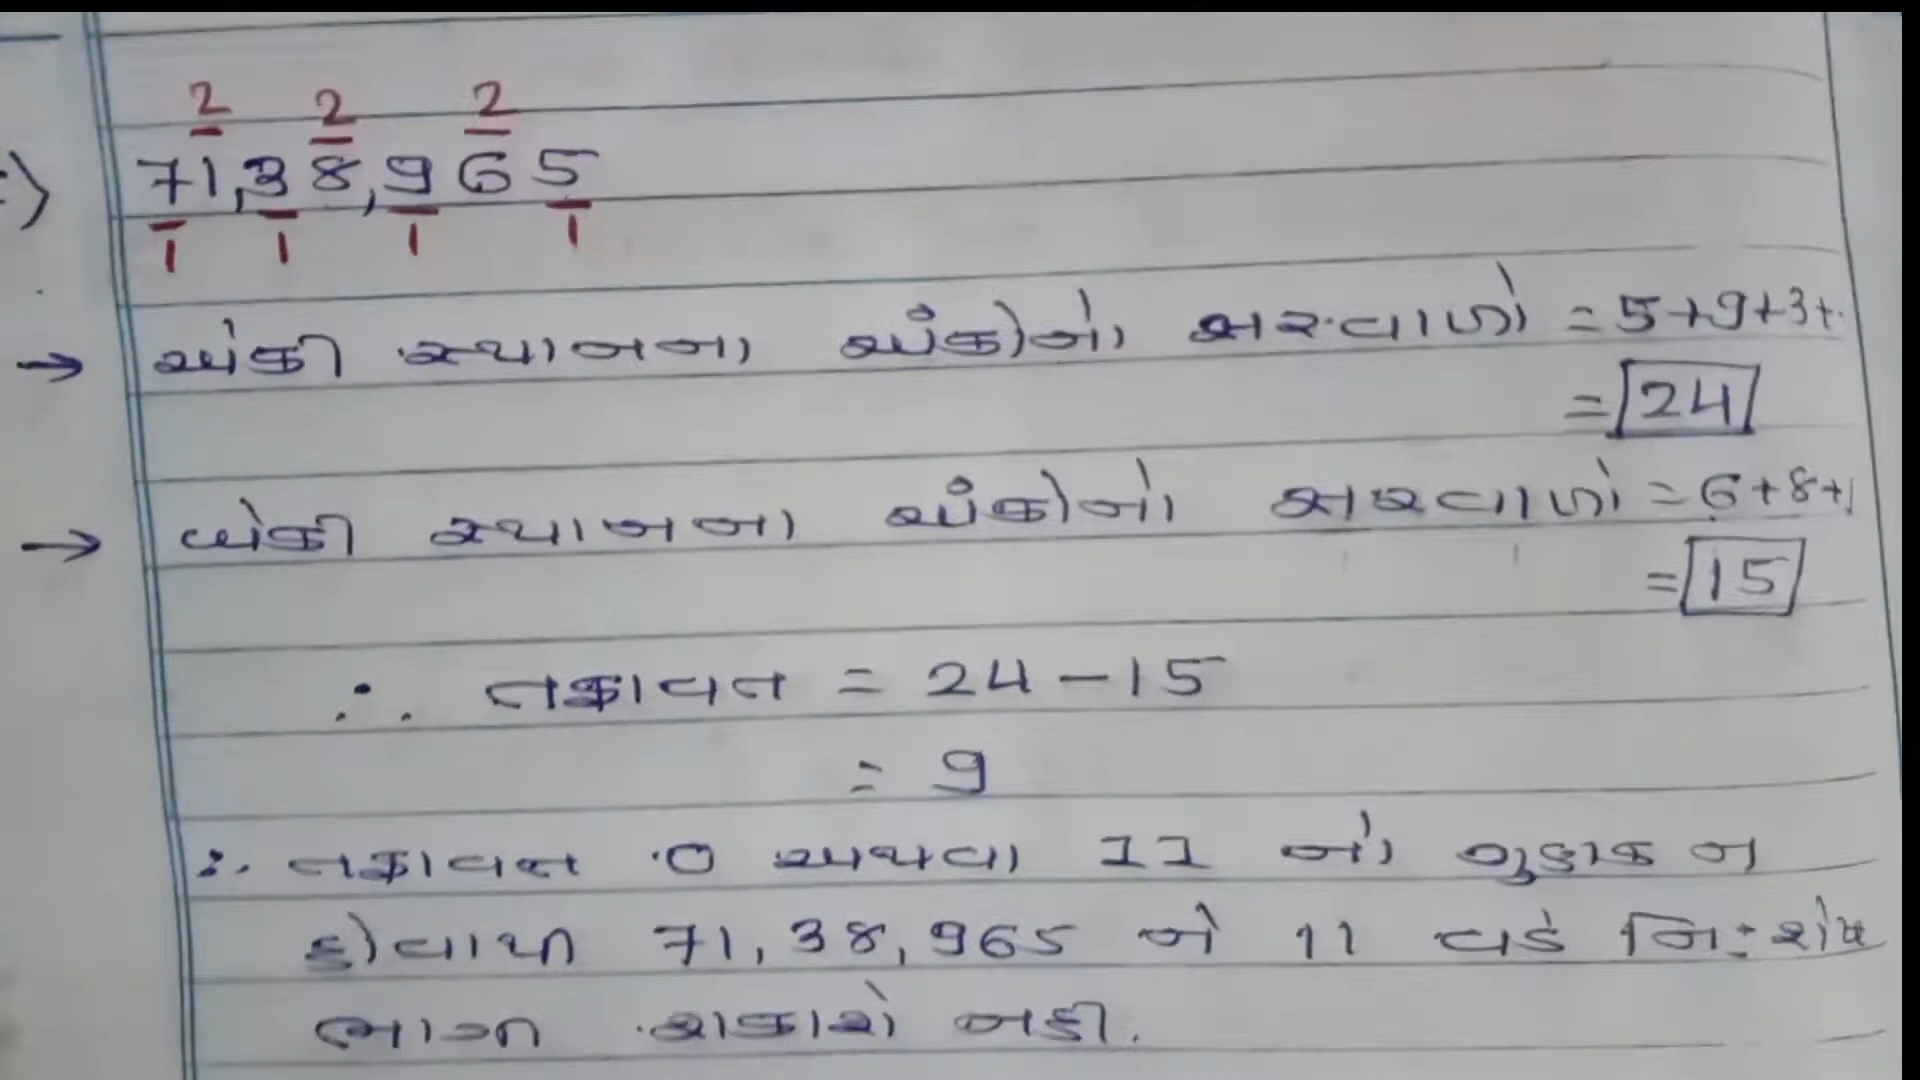 2 2 2
71,38,965
1 1 1 1
→ એકી સ્થાનના અંકોનો સરવાળો = 5+9+3+
= 24
→ બેકી સ્થાનના અંકોનો સરવાળો = 6+8+1
= 15
∴ તફાવત = 24 - 15
= 9
∴ તફાવત 0 અથવા 11 નો ગુણાક ન
હોવાથી 71,38,965 ને 11 વડે નિઃશેષ
ભાગી શકાશે નહી.